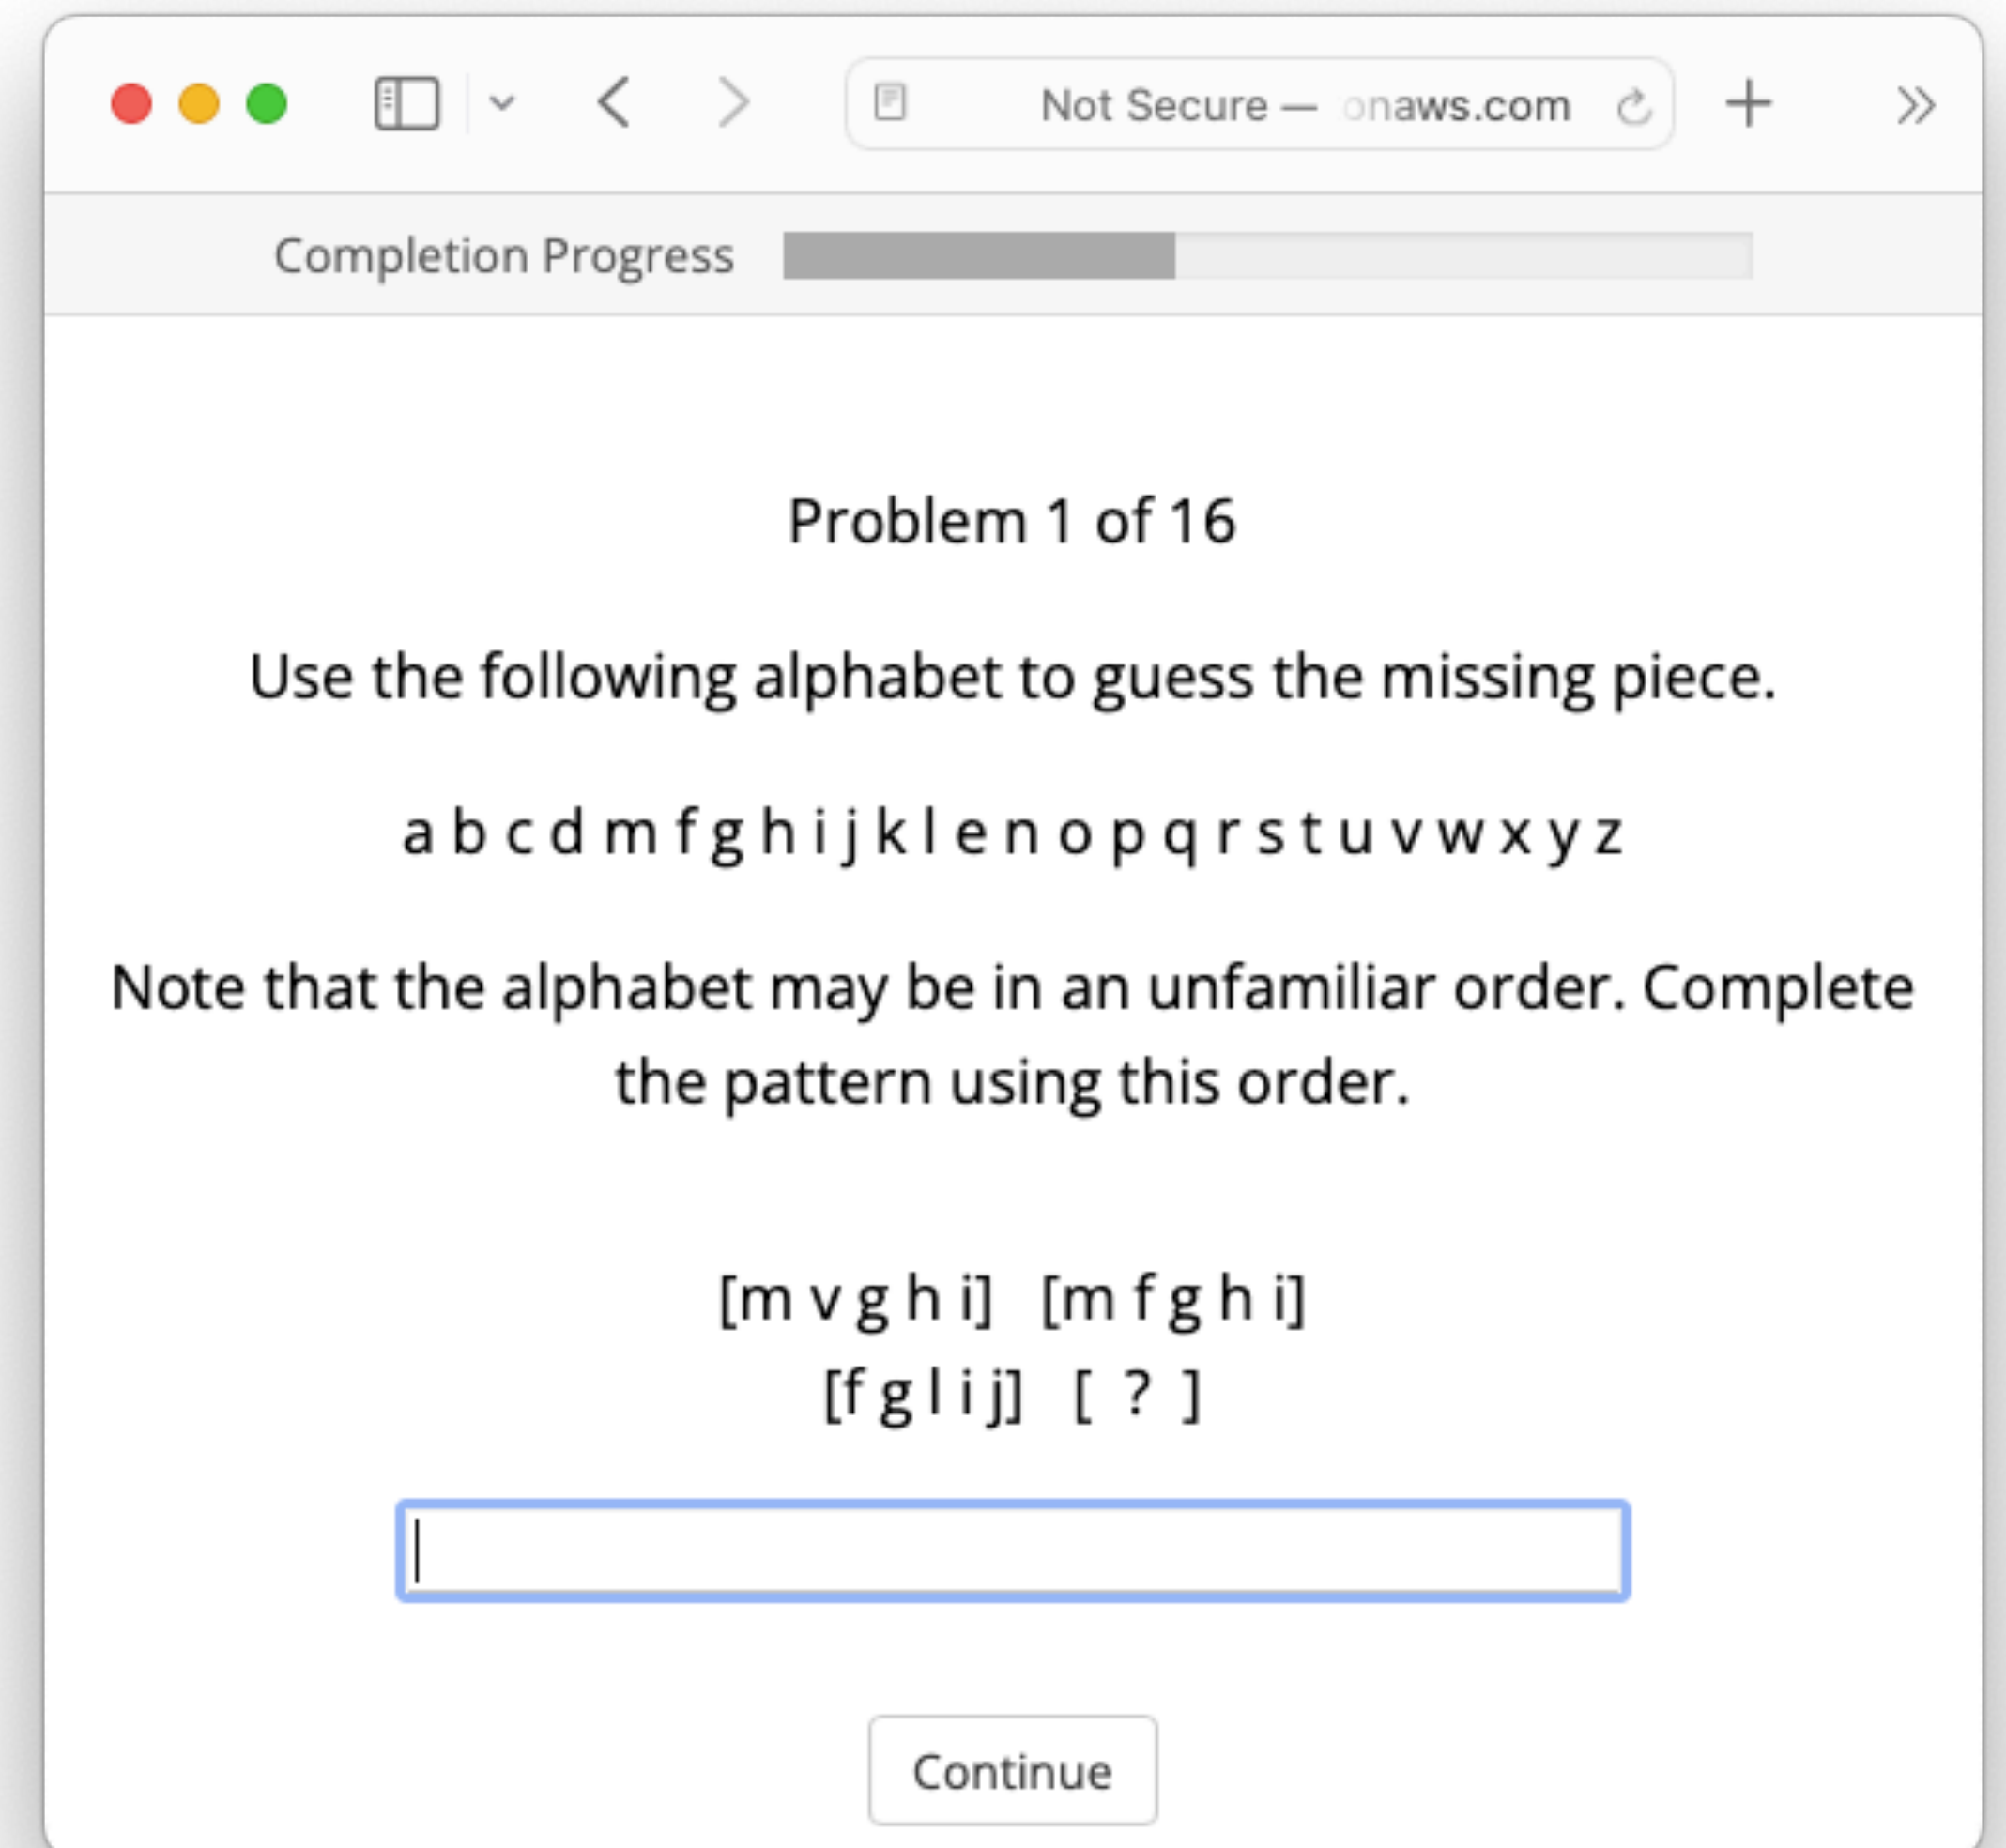 Not Secure — onaws.com
Completion Progress
Problem 1 of 16
Use the following alphabet to guess the missing piece.
a b c d m f g h i j k l e n o p q r s t u v w x y z
Note that the alphabet may be in an unfamiliar order. Complete
the pattern using this order.
[m v g h i] [m f g h i]
[f g l i j] [ ? ]
Continue